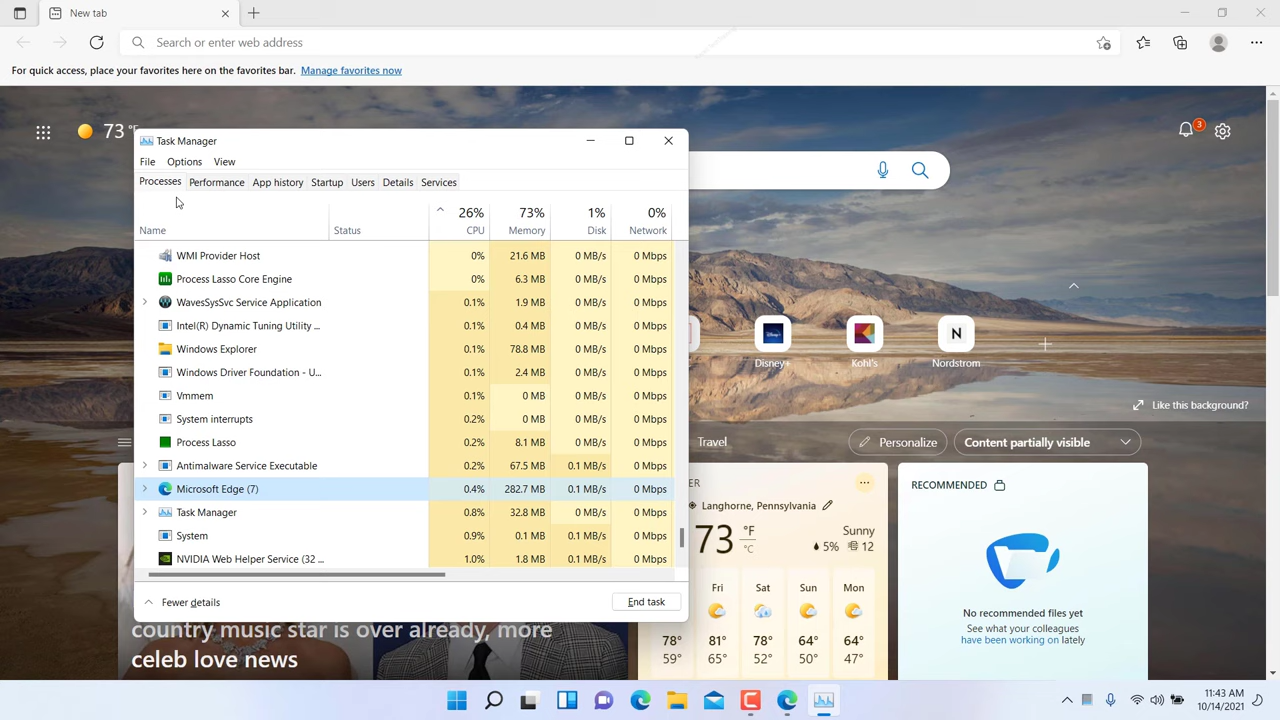 New tab
Search or enter web address
For quick access, place your favorites here on the favorites bar. Manage favorites now
73 °F
3
Task Manager
File Options View
Processes Performance App history Startup Users Details Services
26% 73% 1% 0%
Name Status CPU Memory Disk Network
WMI Provider Host 0% 21.6 MB 0 MB/s 0 Mbps
Process Lasso Core Engine 0% 6.3 MB 0 MB/s 0 Mbps
WavesSysSvc Service Application 0.1% 1.9 MB 0 MB/s 0 Mbps
Intel(R) Dynamic Tuning Utility ... 0.1% 0.4 MB 0 MB/s 0 Mbps
Windows Explorer 0.1% 78.8 MB 0 MB/s 0 Mbps
Windows Driver Foundation - U... 0.1% 2.4 MB 0 MB/s 0 Mbps
Vmmem 0.1% 0 MB 0 MB/s 0 Mbps
System interrupts 0.2% 0 MB 0 MB/s 0 Mbps
Process Lasso 0.2% 8.1 MB 0 MB/s 0 Mbps
Antimalware Service Executable 0.2% 67.5 MB 0.1 MB/s 0 Mbps
Microsoft Edge (7) 0.4% 282.7 MB 0.1 MB/s 0 Mbps
Task Manager 0.8% 32.8 MB 0 MB/s 0 Mbps
System 0.9% 0.1 MB 0.1 MB/s 0 Mbps
NVIDIA Web Helper Service (32 ... 1.0% 1.8 MB 0.1 MB/s 0 Mbps
Fewer details
End task
Disney+ Kohl's N Nordstrom
Like this background?
Travel Personalize Content partially visible
ER
Langhorne, Pennsylvania
73 °F
°C
Sunny
5% 12
Fri Sat Sun Mon
78° 81° 78° 64° 64°
59° 65° 52° 50° 47°
RECOMMENDED
No recommended files yet
See what your colleagues
have been working on lately
country music star is over already, more
celeb love news
11:43 AM
10/14/2021